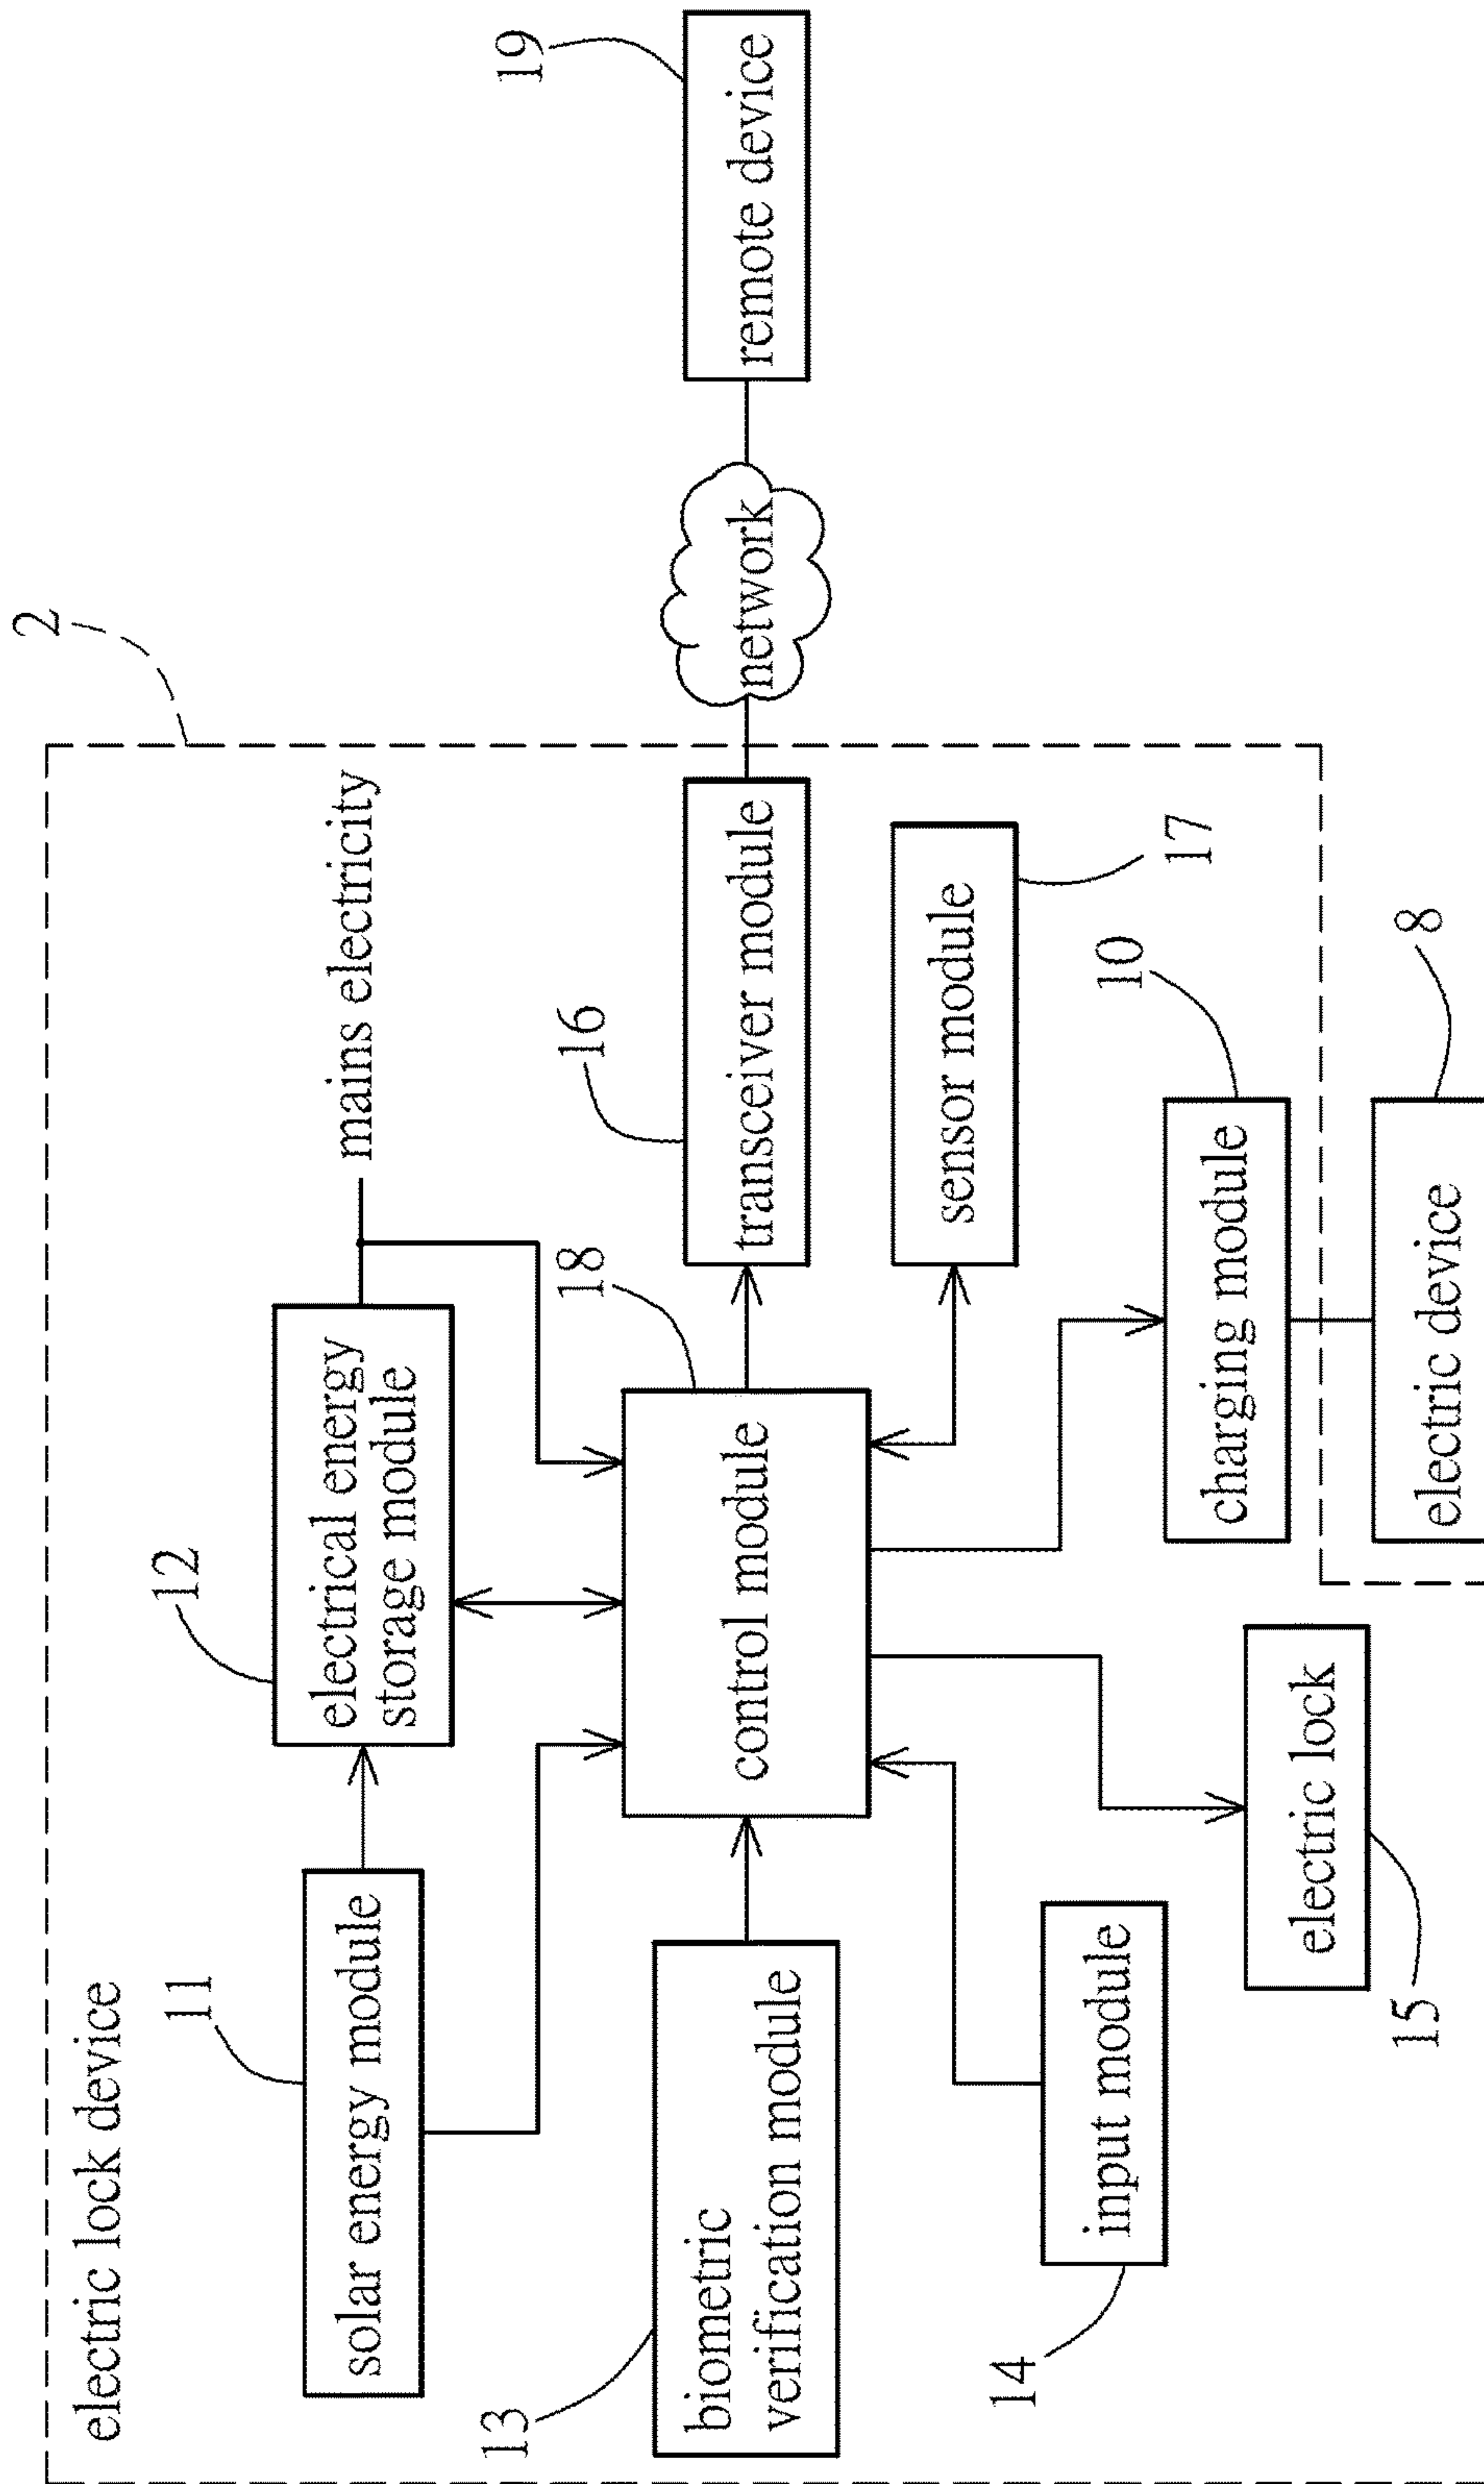 2
electric lock device
mains electricity
11
solar energy module
12
electrical energy
storage module
13
biometric
verification module
18
control module
16
transceiver module
network
19
remote device
sensor module
17
14
input module
electric lock
15
10
charging module
8
electric device